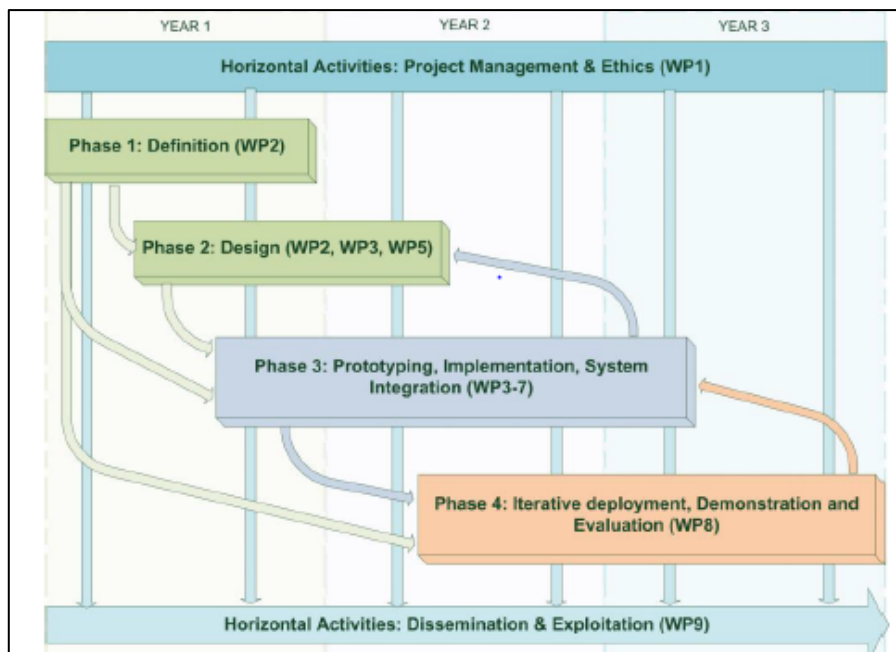 YEAR 1
YEAR 2
YEAR 3
Horizontal Activities: Project Management & Ethics (WP1)
Phase 1: Definition (WP2)
Phase 2: Design (WP2, WP3, WP5)
Phase 3: Prototyping, Implementation, System
Integration (WP3-7)
Phase 4: Iterative deployment, Demonstration and
Evaluation (WP8)
Horizontal Activities: Dissemination & Exploitation (WP9)